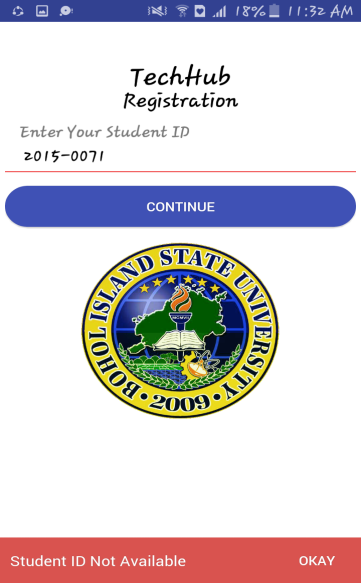 18% 11:32 AM
TechHub
Registration
Enter Your Student ID
2015-0071
CONTINUE
BOHOL ISLAND STATE UNIVERSITY
MCMVII
• 2009 •
Student ID Not Available
OKAY